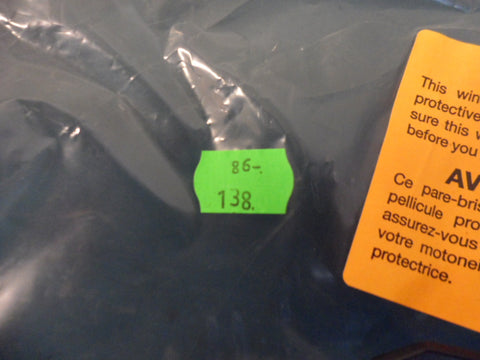 86-.
138.
This win
protective
sure this w
before you
AV
Ce pare-bris
pellicule pro
assurez-vous
votre motonei
protectrice.